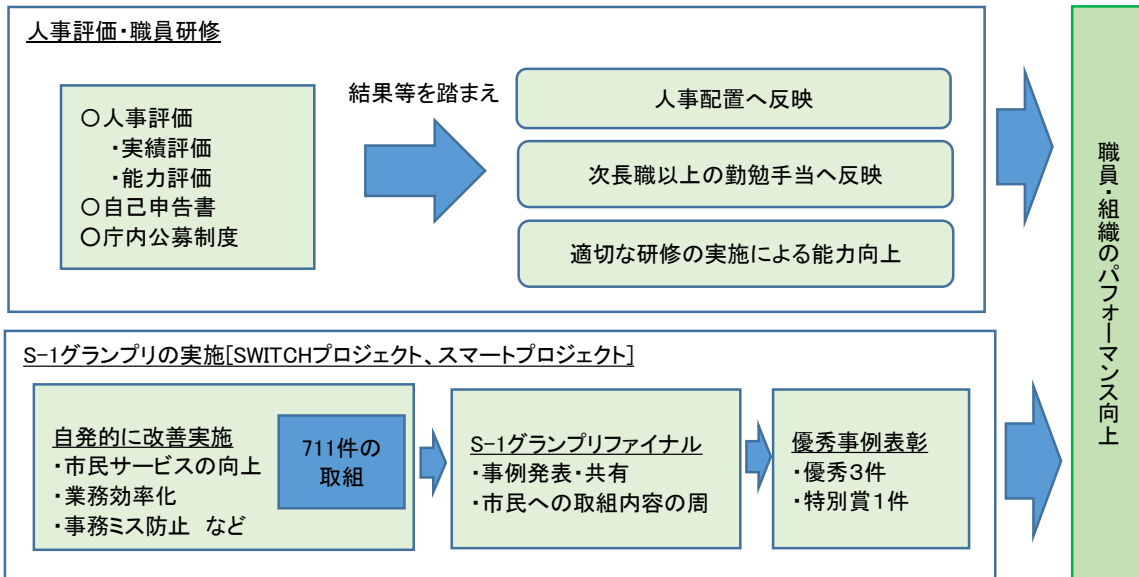 人事評価・職員研修
〇人事評価
・実績評価
・能力評価
〇自己申告書
〇庁内公募制度
結果等を踏まえ
人事配置へ反映
次長職以上の勤勉手当へ反映
適切な研修の実施による能力向上
S-1グランプリの実施[SWITCHプロジェクト、スマートプロジェクト]
自発的に改善実施
・市民サービスの向上
・業務効率化
・事務ミス防止 など
711件の
取組
S-1グランプリファイナル
・事例発表・共有
・市民への取組内容の周
優秀事例表彰
・優秀3件
・特別賞1件
職員・組織のパフォーマンス向上